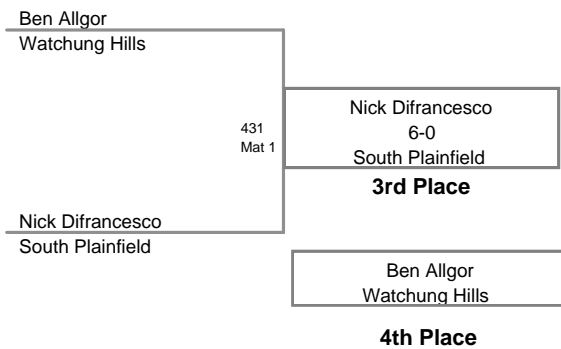 Ben Allgor
Watchung Hills
431
Mat 1
Nick Difrancesco
6-0
South Plainfield
3rd Place
Nick Difrancesco
South Plainfield
Ben Allgor
Watchung Hills
4th Place